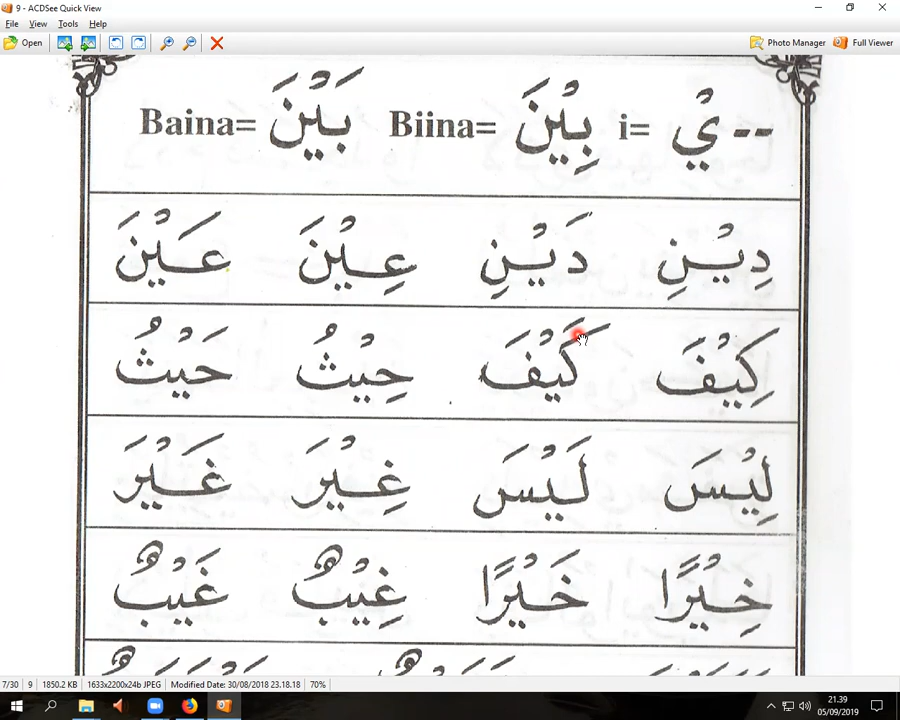 9 - ACDSee Quick View
File View Tools Help
Open Photo Manager Full Viewer
-- يْ i= بِيْنَ Biina= بَيْنَ Baina=
دِيْنِ دَيْنِ عِيْنَ عَيْنَ
كِيْفَ كَيْفَ حِيْثُ حَيْثُ
لِيْسَ لَيْسَ غِيْرَ غَيْرَ
خِيْرًا خَيْرًا غِيْبٌ غَيْبٌ
7/30 9 1850.2 KB 1633x2200x24b JPEG Modified Date: 30/08/2018 23.18.18 70%
21.39
05/09/2019